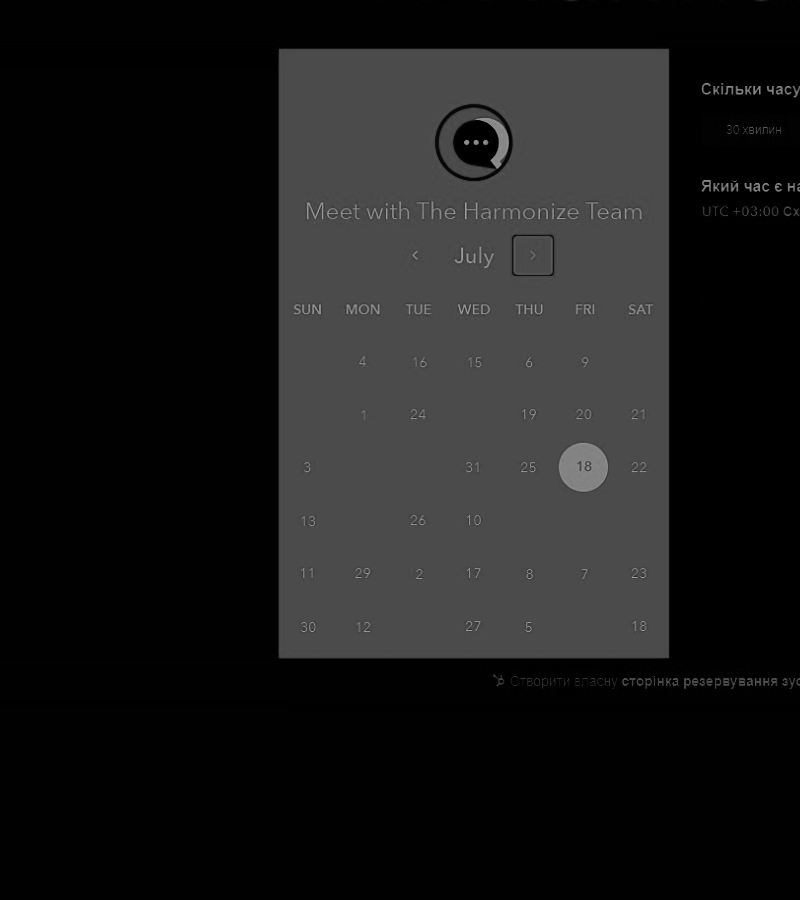 Скільки часу
30 хвилин
Meet with The Harmonize Team
Який час є на
UTC +03:00 Сх
July
SUN MON TUE WED THU FRI SAT
4 16 15 6 9
1 24 19 20 21
3 31 25 18 22
13 26 10
11 29 2 17 8 7 23
30 12 27 5 18
Створити власну сторінка резервування зус